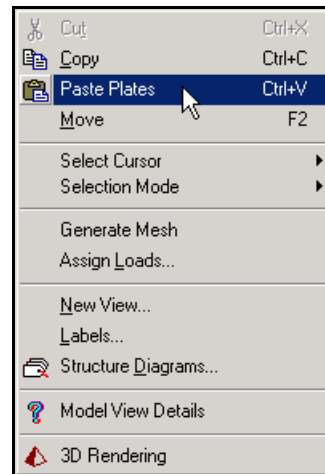 Cut Ctrl+X
Copy Ctrl+C
Paste Plates Ctrl+V
Move F2
Select Cursor
Selection Mode
Generate Mesh
Assign Loads...
New View...
Labels...
Structure Diagrams...
Model View Details
3D Rendering